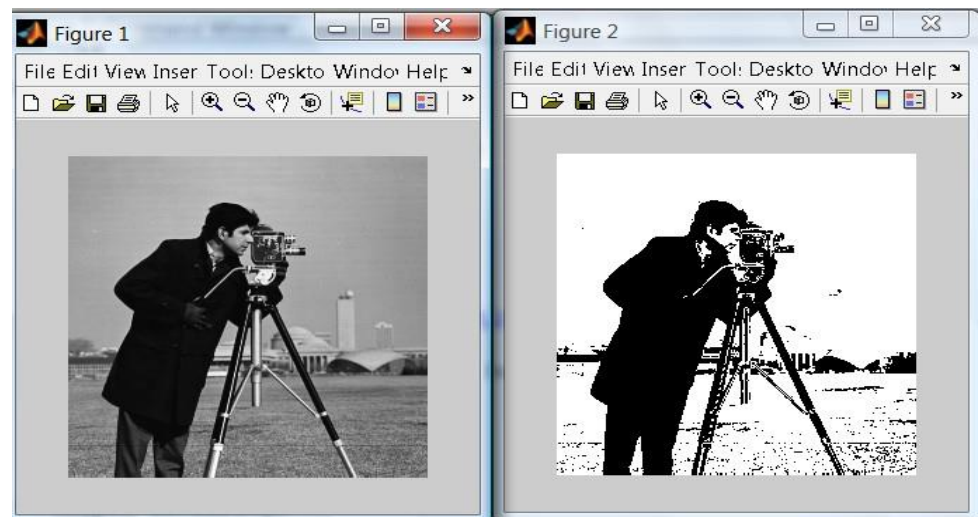 Figure 1
File Edit View Inser Tool: Deskto Windo Help
Figure 2
File Edit View Inser Tool: Deskto Windo Help